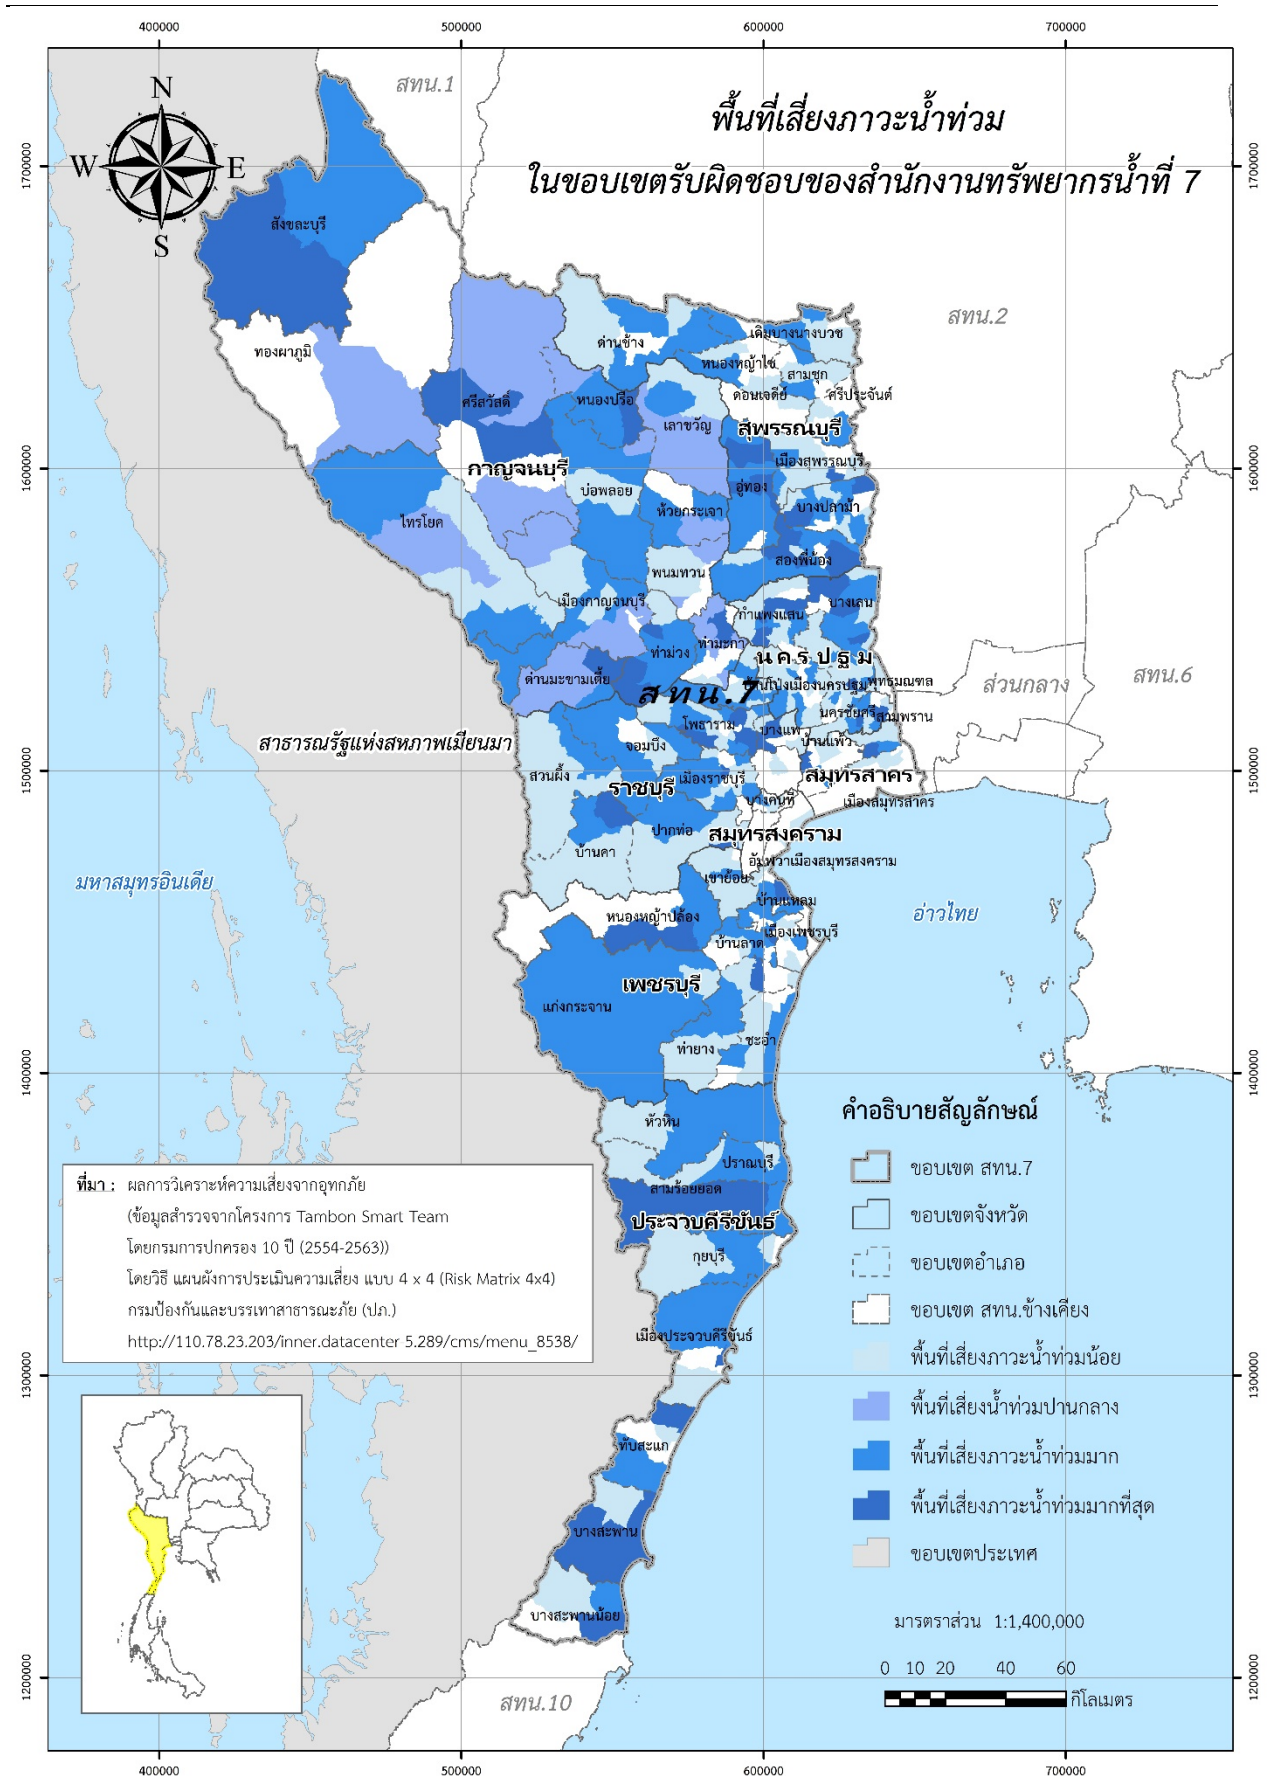 400000
500000
600000
700000
พื้นที่เสี่ยงภาวะน้ำท่วม
ในขอบเขตรับผิดชอบของสำนักงานทรัพยากรน้ำที่ 7
N
W
E
S
สทน.1
สทน.2
สทน.6
ส่วนกลาง
สทน.10
สทน.7
1700000
1700000
1600000
1600000
1500000
1500000
1400000
1400000
1300000
1300000
1200000
1200000
สังขละบุรี
ทองผาภูมิ
ศรีสวัสดิ์
ด่านช้าง
เดิมบางนางบวช
หนองหญ้าไซ
สามชุก
ดอนเจดีย์
ศรีประจันต์
หนองปรือ
เลาขวัญ
สุพรรณบุรี
เมืองสุพรรณบุรี
กาญจนบุรี
บ่อพลอย
ห้วยกระเจา
อู่ทอง
บางปลาม้า
ไทรโยค
สองพี่น้อง
พนมทวน
เมืองกาญจนบุรี
กำแพงแสน
บางเลน
ท่าม่วง
ท่ามะกา
นครปฐม
ด่านมะขามเตี้ย
บ้านโป่ง
เมืองนครปฐม
พุทธมณฑล
นครชัยศรี
สามพราน
โพธาราม
บางแพ
บ้านแพ้ว
จอมบึง
สาธารณรัฐแห่งสหภาพเมียนมา
สวนผึ้ง
เมืองราชบุรี
สมุทรสาคร
ราชบุรี
บางคนที
เมืองสมุทรสาคร
ปากท่อ
สมุทรสงคราม
บ้านคา
อัมพวา
เมืองสมุทรสงคราม
เขาย้อย
มหาสมุทรอินเดีย
บ้านแหลม
อ่าวไทย
หนองหญ้าปล้อง
เมืองเพชรบุรี
บ้านลาด
เพชรบุรี
แก่งกระจาน
ท่ายาง
ชะอำ
หัวหิน
ปราณบุรี
สามร้อยยอด
ประจวบคีรีขันธ์
กุยบุรี
เมืองประจวบคีรีขันธ์
ทับสะแก
บางสะพาน
บางสะพานน้อย
คำอธิบายสัญลักษณ์
ขอบเขต สทน.7
ขอบเขตจังหวัด
ขอบเขตอำเภอ
ขอบเขต สทน.ข้างเคียง
พื้นที่เสี่ยงภาวะน้ำท่วมน้อย
พื้นที่เสี่ยงน้ำท่วมปานกลาง
พื้นที่เสี่ยงภาวะน้ำท่วมมาก
พื้นที่เสี่ยงภาวะน้ำท่วมมากที่สุด
ขอบเขตประเทศ
มารตราส่วน 1:1,400,000
0 10 20 40 60
กิโลเมตร
ที่มา : ผลการวิเคราะห์ความเสี่ยงจากอุทกภัย
(ข้อมูลสำรวจจากโครงการ Tambon Smart Team
โดยกรมการปกครอง 10 ปี (2554-2563))
โดยวิธี แผนผังการประเมินความเสี่ยง แบบ 4 x 4 (Risk Matrix 4x4)
กรมป้องกันและบรรเทาสาธารณะภัย (ปภ.)
http://110.78.23.203/inner.datacenter-5.289/cms/menu_8538/
400000
500000
600000
700000